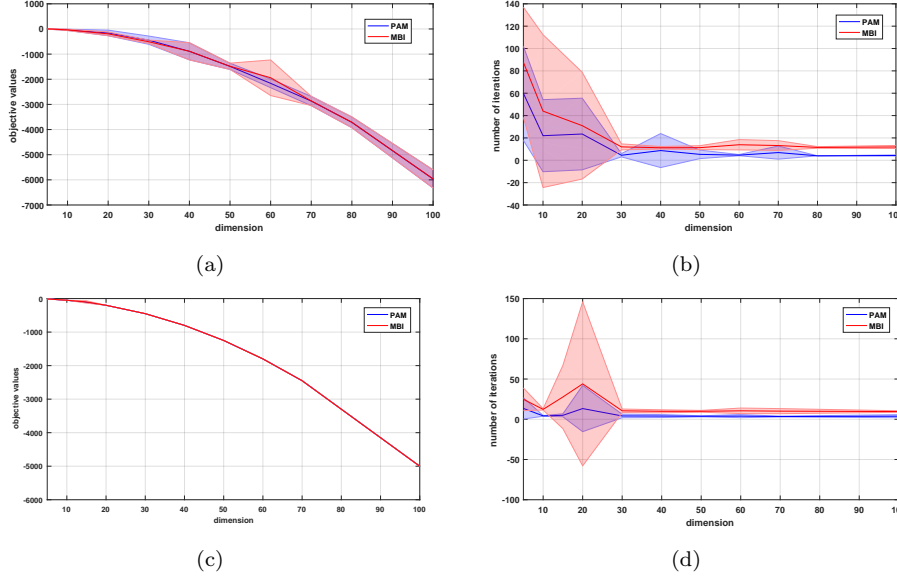 1000
0
-1000
-2000
-3000
-4000
-5000
-6000
-7000
objective values
10 20 30 40 50 60 70 80 90 100
dimension
PAM
MBI
(a)
140
120
100
80
60
40
20
0
-20
-40
number of iterations
10 20 30 40 50 60 70 80 90 100
dimension
PAM
MBI
(b)
0
-1000
-2000
-3000
-4000
-5000
-6000
objective values
10 20 30 40 50 60 70 80 90 100
dimension
PAM
MBI
(c)
150
100
50
0
-50
-100
number of iterations
10 20 30 40 50 60 70 80 90 100
dimension
PAM
MBI
(d)